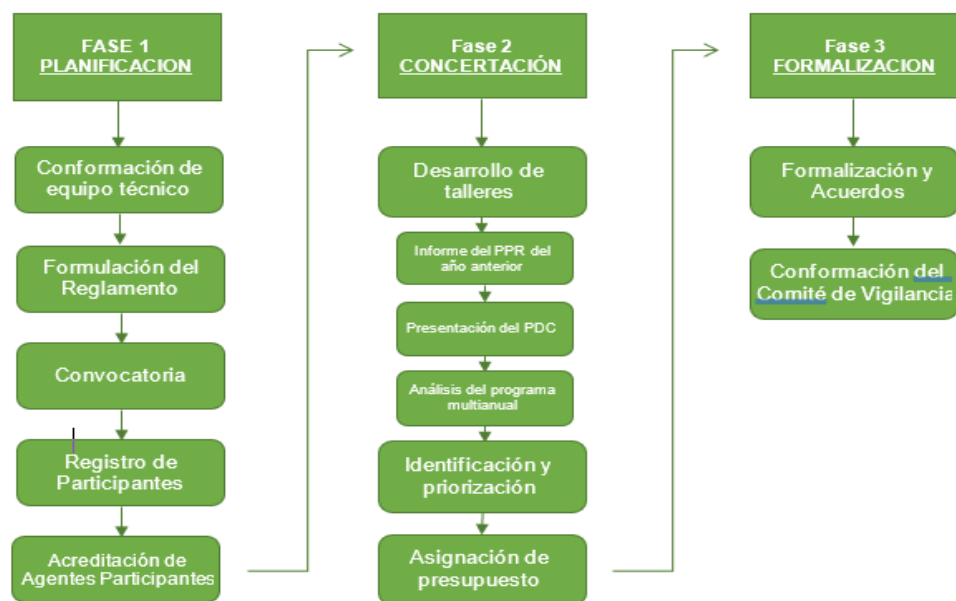 FASE 1
PLANIFICACION
Conformación de
equipo técnico
Formulación del
Reglamento
Convocatoria
Registro de
Participantes
Acreditación de
Agentes Participantes
Fase 2
CONCERTACIÓN
Desarrollo de
talleres
Informe del PPR del
año anterior
Presentación del PDC
Análisis del programa
multianual
Identificación y
priorización
Asignación de
presupuesto
Fase 3
FORMALIZACION
Formalización y
Acuerdos
Conformación del
Comité de Vigilancia